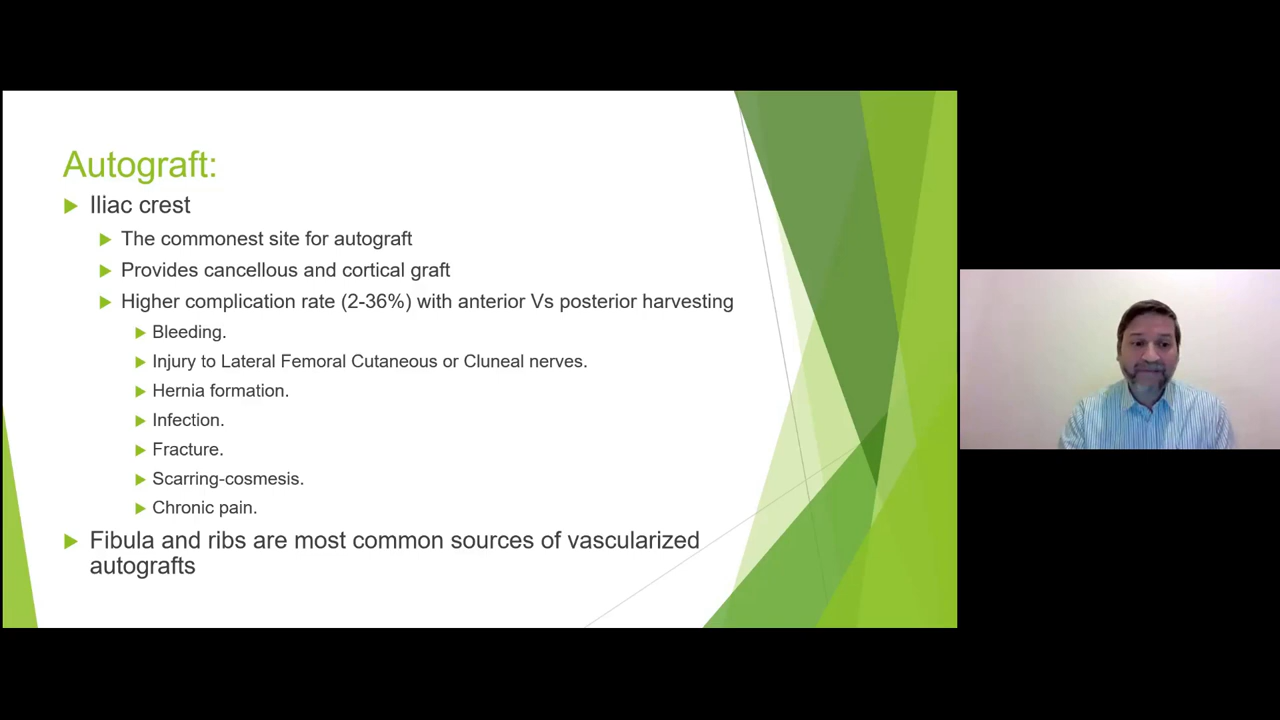 Autograft:
Iliac crest
The commonest site for autograft
Provides cancellous and cortical graft
Higher complication rate (2-36%) with anterior Vs posterior harvesting
Bleeding.
Injury to Lateral Femoral Cutaneous or Cluneal nerves.
Hernia formation.
Infection.
Fracture.
Scarring-cosmesis.
Chronic pain.
Fibula and ribs are most common sources of vascularized
autografts